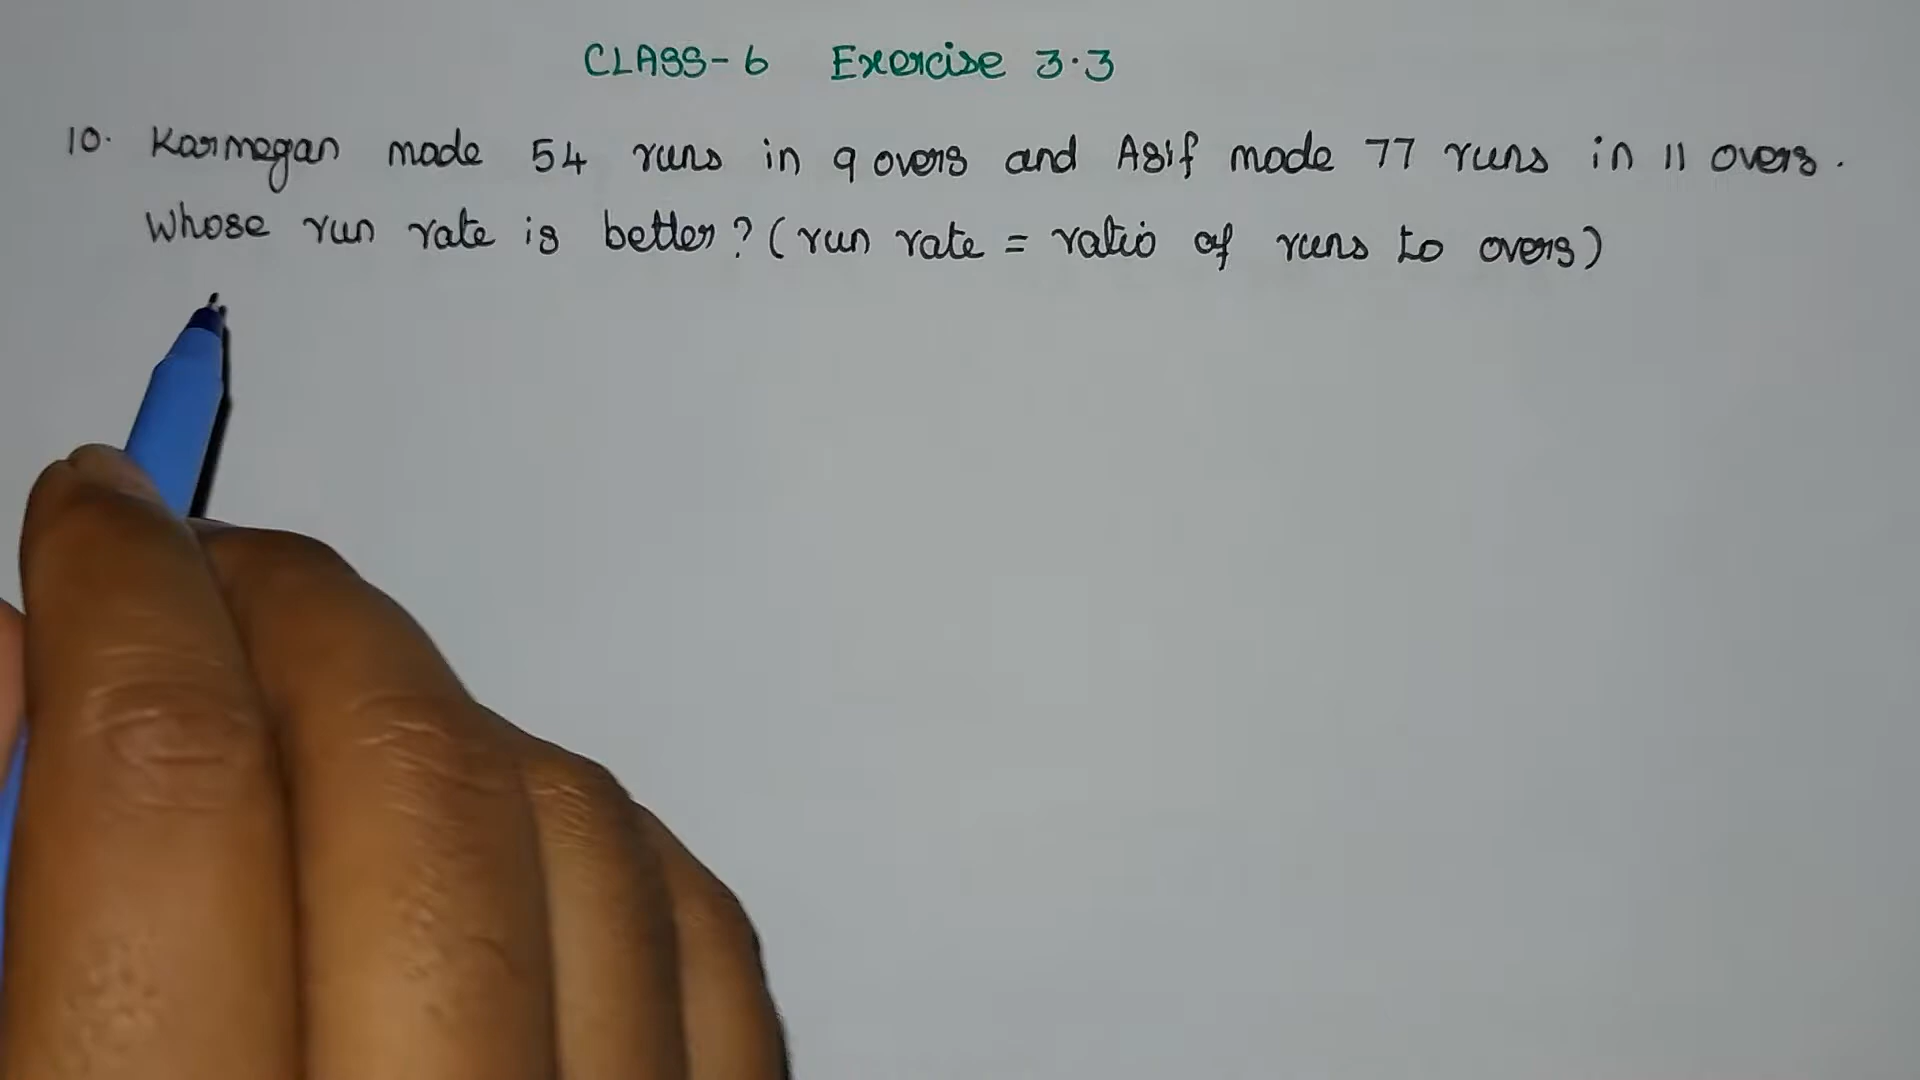 CLASS-6 Exercise 3.3
10. Karmegan made 54 runs in 9 overs and Asif made 77 runs in 11 overs.
Whose run rate is better? (run rate = ratio of runs to overs)